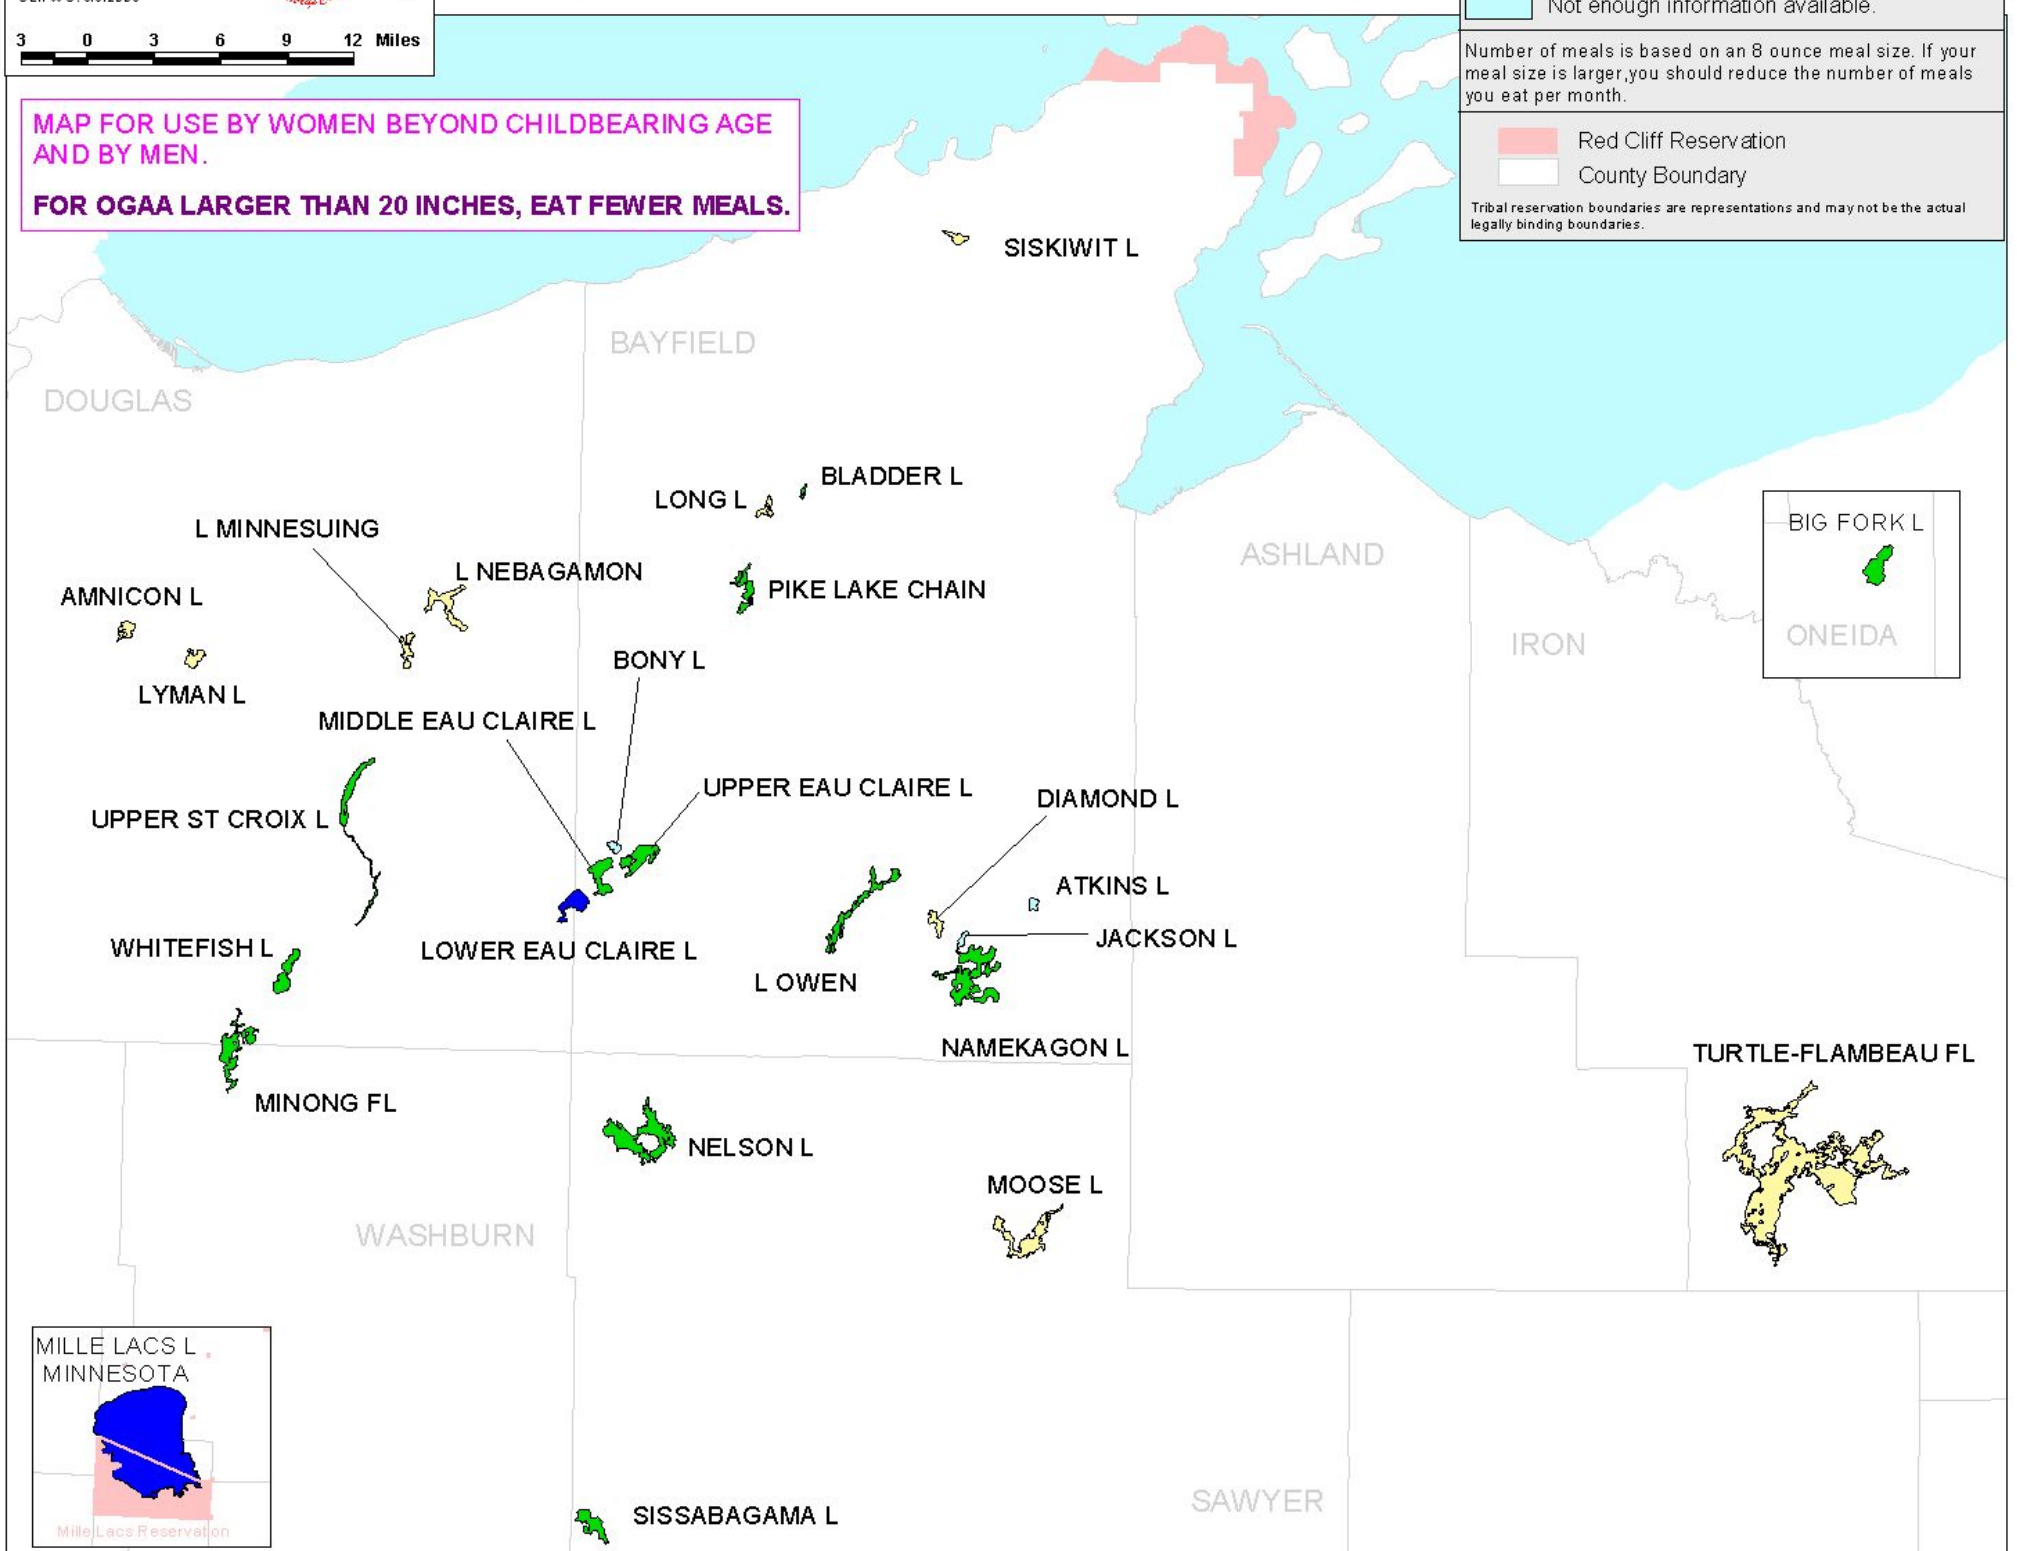 3 0 3 6 9 12 Miles
Not enough information available.
Number of meals is based on an 8 ounce meal size. If your
meal size is larger,you should reduce the number of meals
you eat per month.
Red Cliff Reservation
County Boundary
Tribal reservation boundaries are representations and may not be the actual
legally binding boundaries.
MAP FOR USE BY WOMEN BEYOND CHILDBEARING AGE
AND BY MEN.
FOR OGAA LARGER THAN 20 INCHES, EAT FEWER MEALS.
SISKIWIT L
BAYFIELD
DOUGLAS
BLADDER L
LONG L
L MINNESUING
BIG FORK L
ASHLAND
L NEBAGAMON
PIKE LAKE CHAIN
AMNICON L
ONEIDA
IRON
BONY L
LYMAN L
MIDDLE EAU CLAIRE L
UPPER EAU CLAIRE L
DIAMOND L
UPPER ST CROIX L
ATKINS L
JACKSON L
WHITEFISH L
LOWER EAU CLAIRE L
L OWEN
NAMEKAGON L
TURTLE-FLAMBEAU FL
MINONG FL
NELSON L
MOOSE L
WASHBURN
MILLE LACS L
MINNESOTA
Mille Lacs Reservation
SAWYER
SISSABAGAMA L